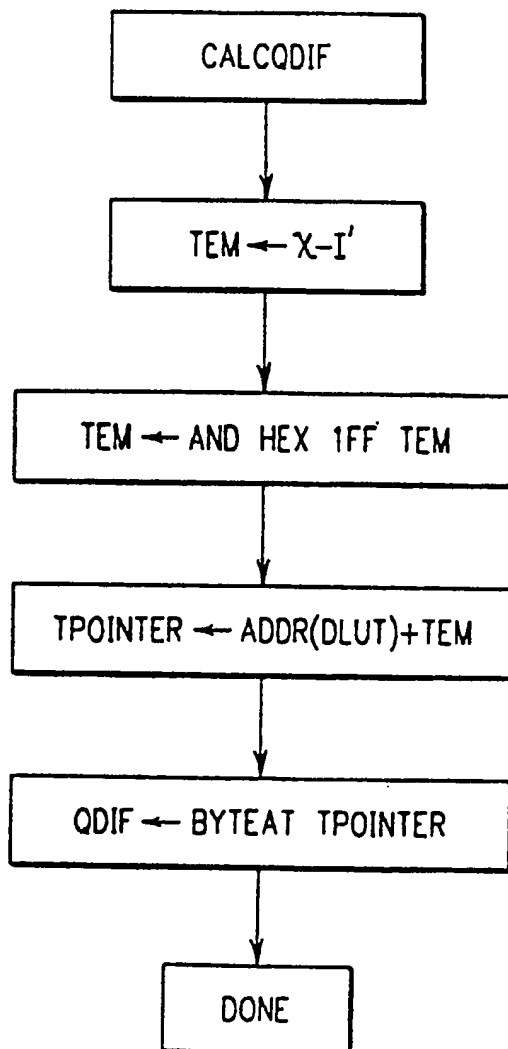 CALCQDIF
TEM ← X-I'
TEM ← AND HEX 1FF TEM
TPOINTER ← ADDR(DLUT)+TEM
QDIF ← BYTEAT TPOINTER
DONE